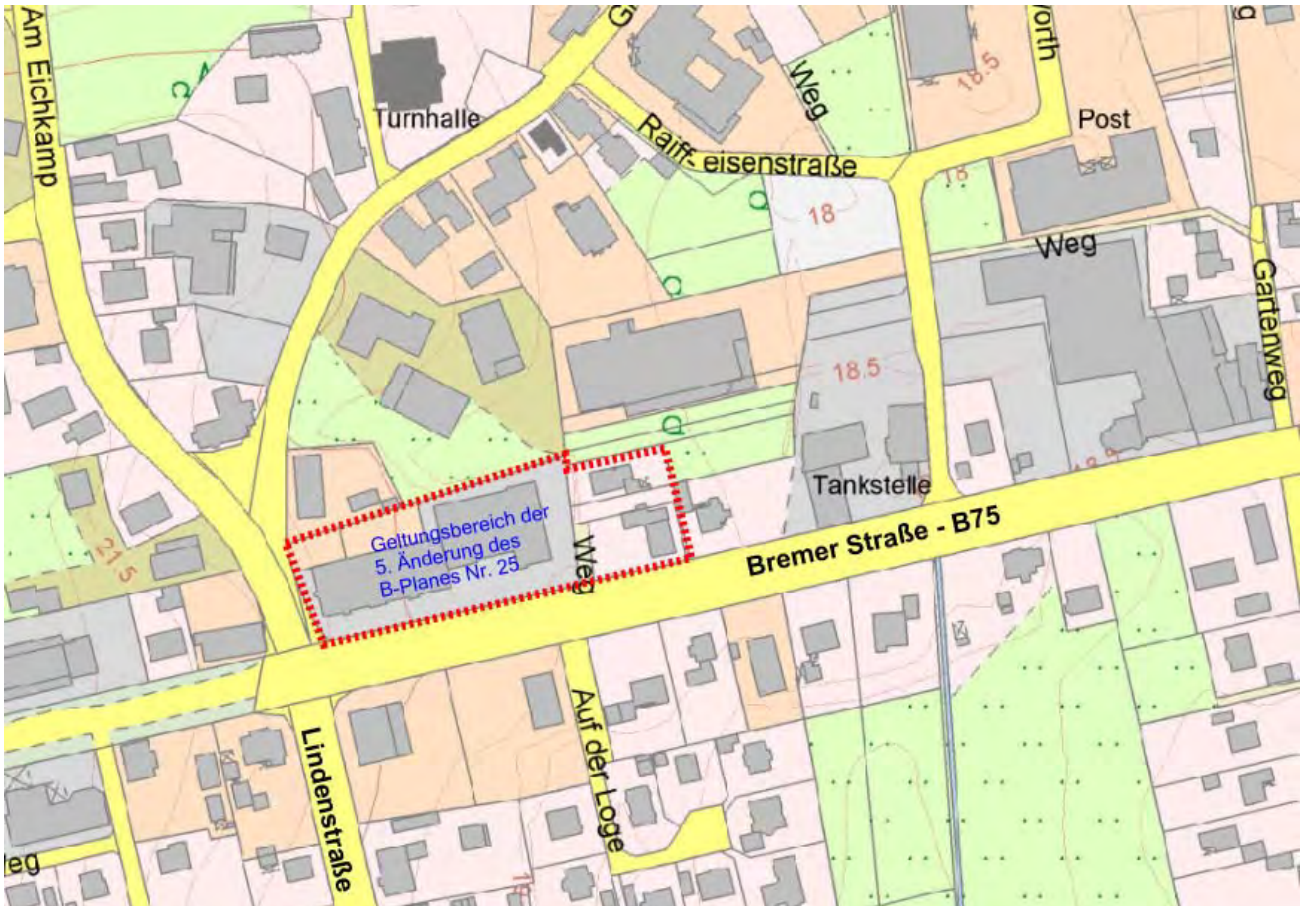 Am Eichkamp
Turnhalle
Weg
18.5
Post
Raiff- eisenstraße
18
18
Weg
Gartenweg
18.5
Tankstelle
Geltungsbereich der
5. Änderung des
B-Planes Nr. 25
Weg
Bremer Straße - B75
21.5
Auf der Loge
Lindenstraße